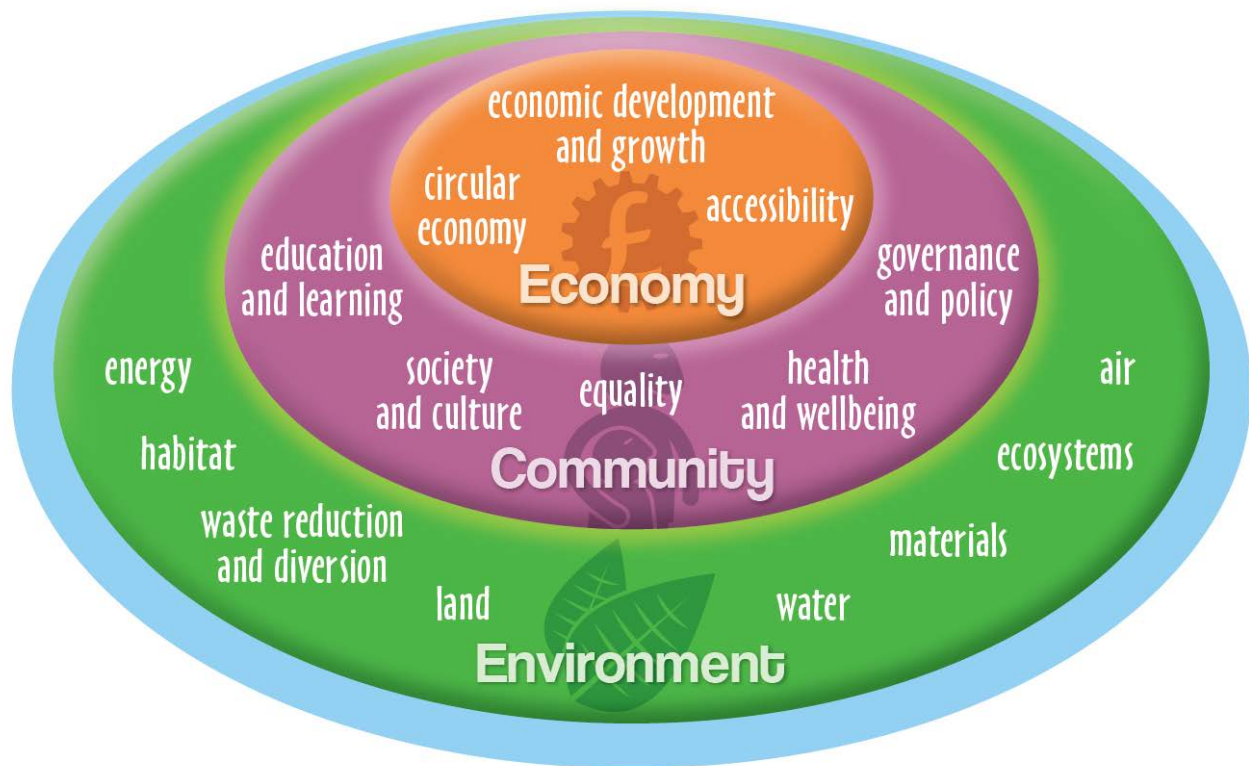 economic development
and growth
circular
economy
accessibility
£
Economy
education
and learning
governance
and policy
society
and culture
equality
health
and wellbeing
Community
energy
air
habitat
ecosystems
waste reduction
and diversion
materials
land
water
Environment